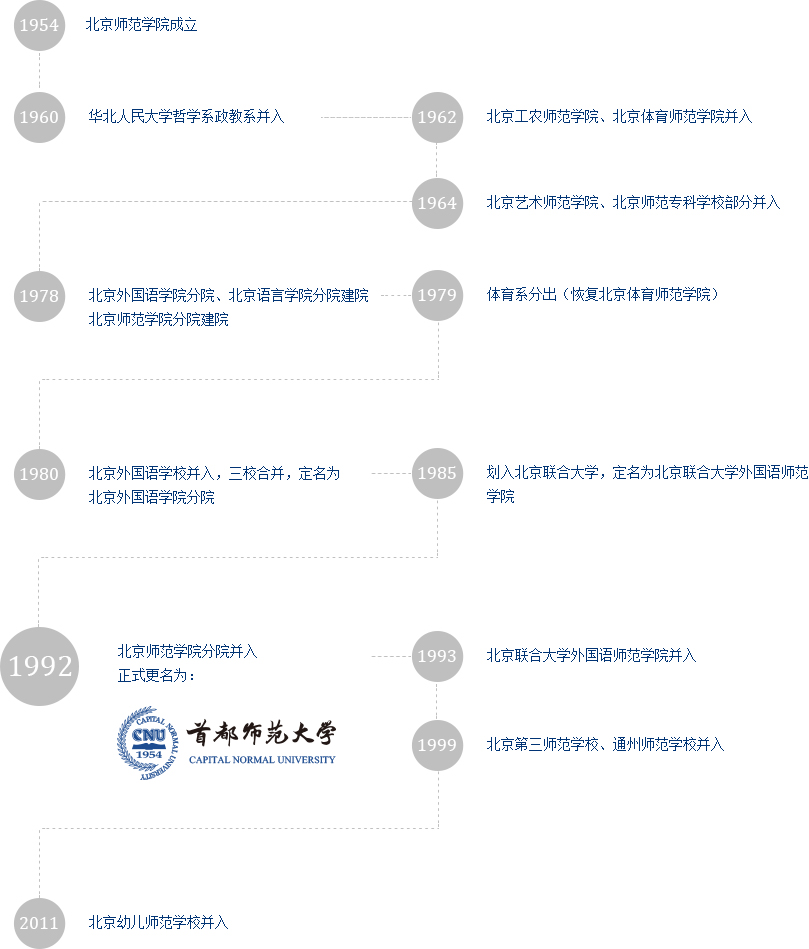 1954
北京师范学院成立
1960
华北人民大学哲学系政教系并入
1962
北京工农师范学院、北京体育师范学院并入
1964
北京艺术师范学院、北京师范专科学校部分并入
1978
北京外国语学院分院、北京语言学院分院建院
北京师范学院分院建院
1979
体育系分出（恢复北京体育师范学院）
1980
北京外国语学校并入，三校合并，定名为
北京外国语学院分院
1985
划入北京联合大学，定名为北京联合大学外国语师范
学院
1992
北京师范学院分院并入
正式更名为：
CAPITAL NORMAL UNIVERSITY
CNU
1954
首都师范大学
CAPITAL NORMAL UNIVERSITY
1993
北京联合大学外国语师范学院并入
1999
北京第三师范学校、通州师范学校并入
2011
北京幼儿师范学校并入